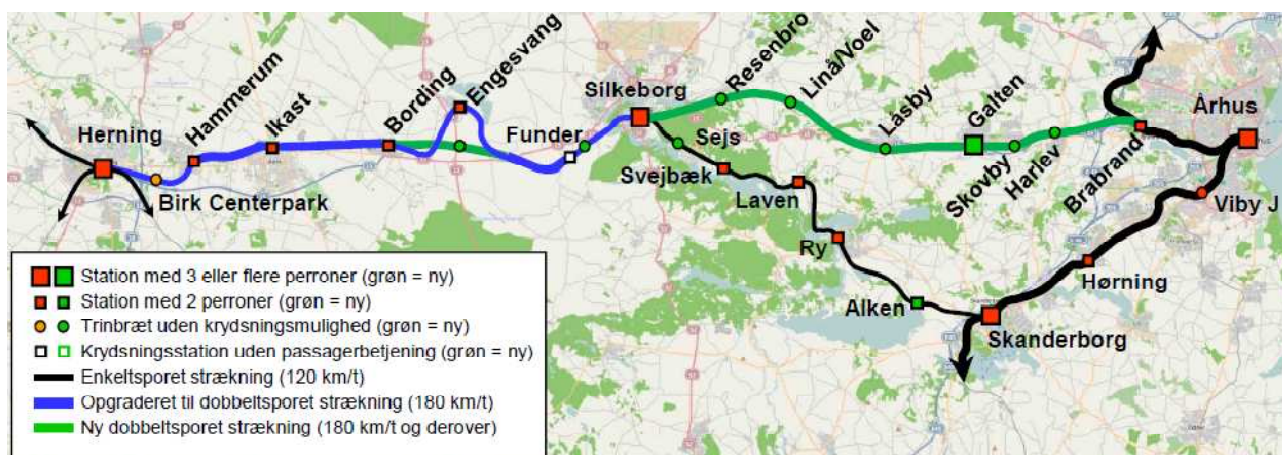 Herning
Hammerum
Ikast
Bording
Engesvang
Funder
Silkeborg
Resenbro
Linå/Voel
Låsby
Galten
Skovby
Harlev
Brabrand
Århus
Birk Centerpark
Sejs
Svejbæk
Laven
Ry
Alken
Skanderborg
Hørning
Viby J
Station med 3 eller flere perroner (grøn = ny)
Station med 2 perroner (grøn = ny)
Trinbræt uden krydsningsmulighed (grøn = ny)
Krydsningsstation uden passagerbetjening (grøn = ny)
Enkeltsporet strækning (120 km/t)
Opgraderet til dobbeltsporet strækning (180 km/t)
Ny dobbeltsporet strækning (180 km/t og derover)